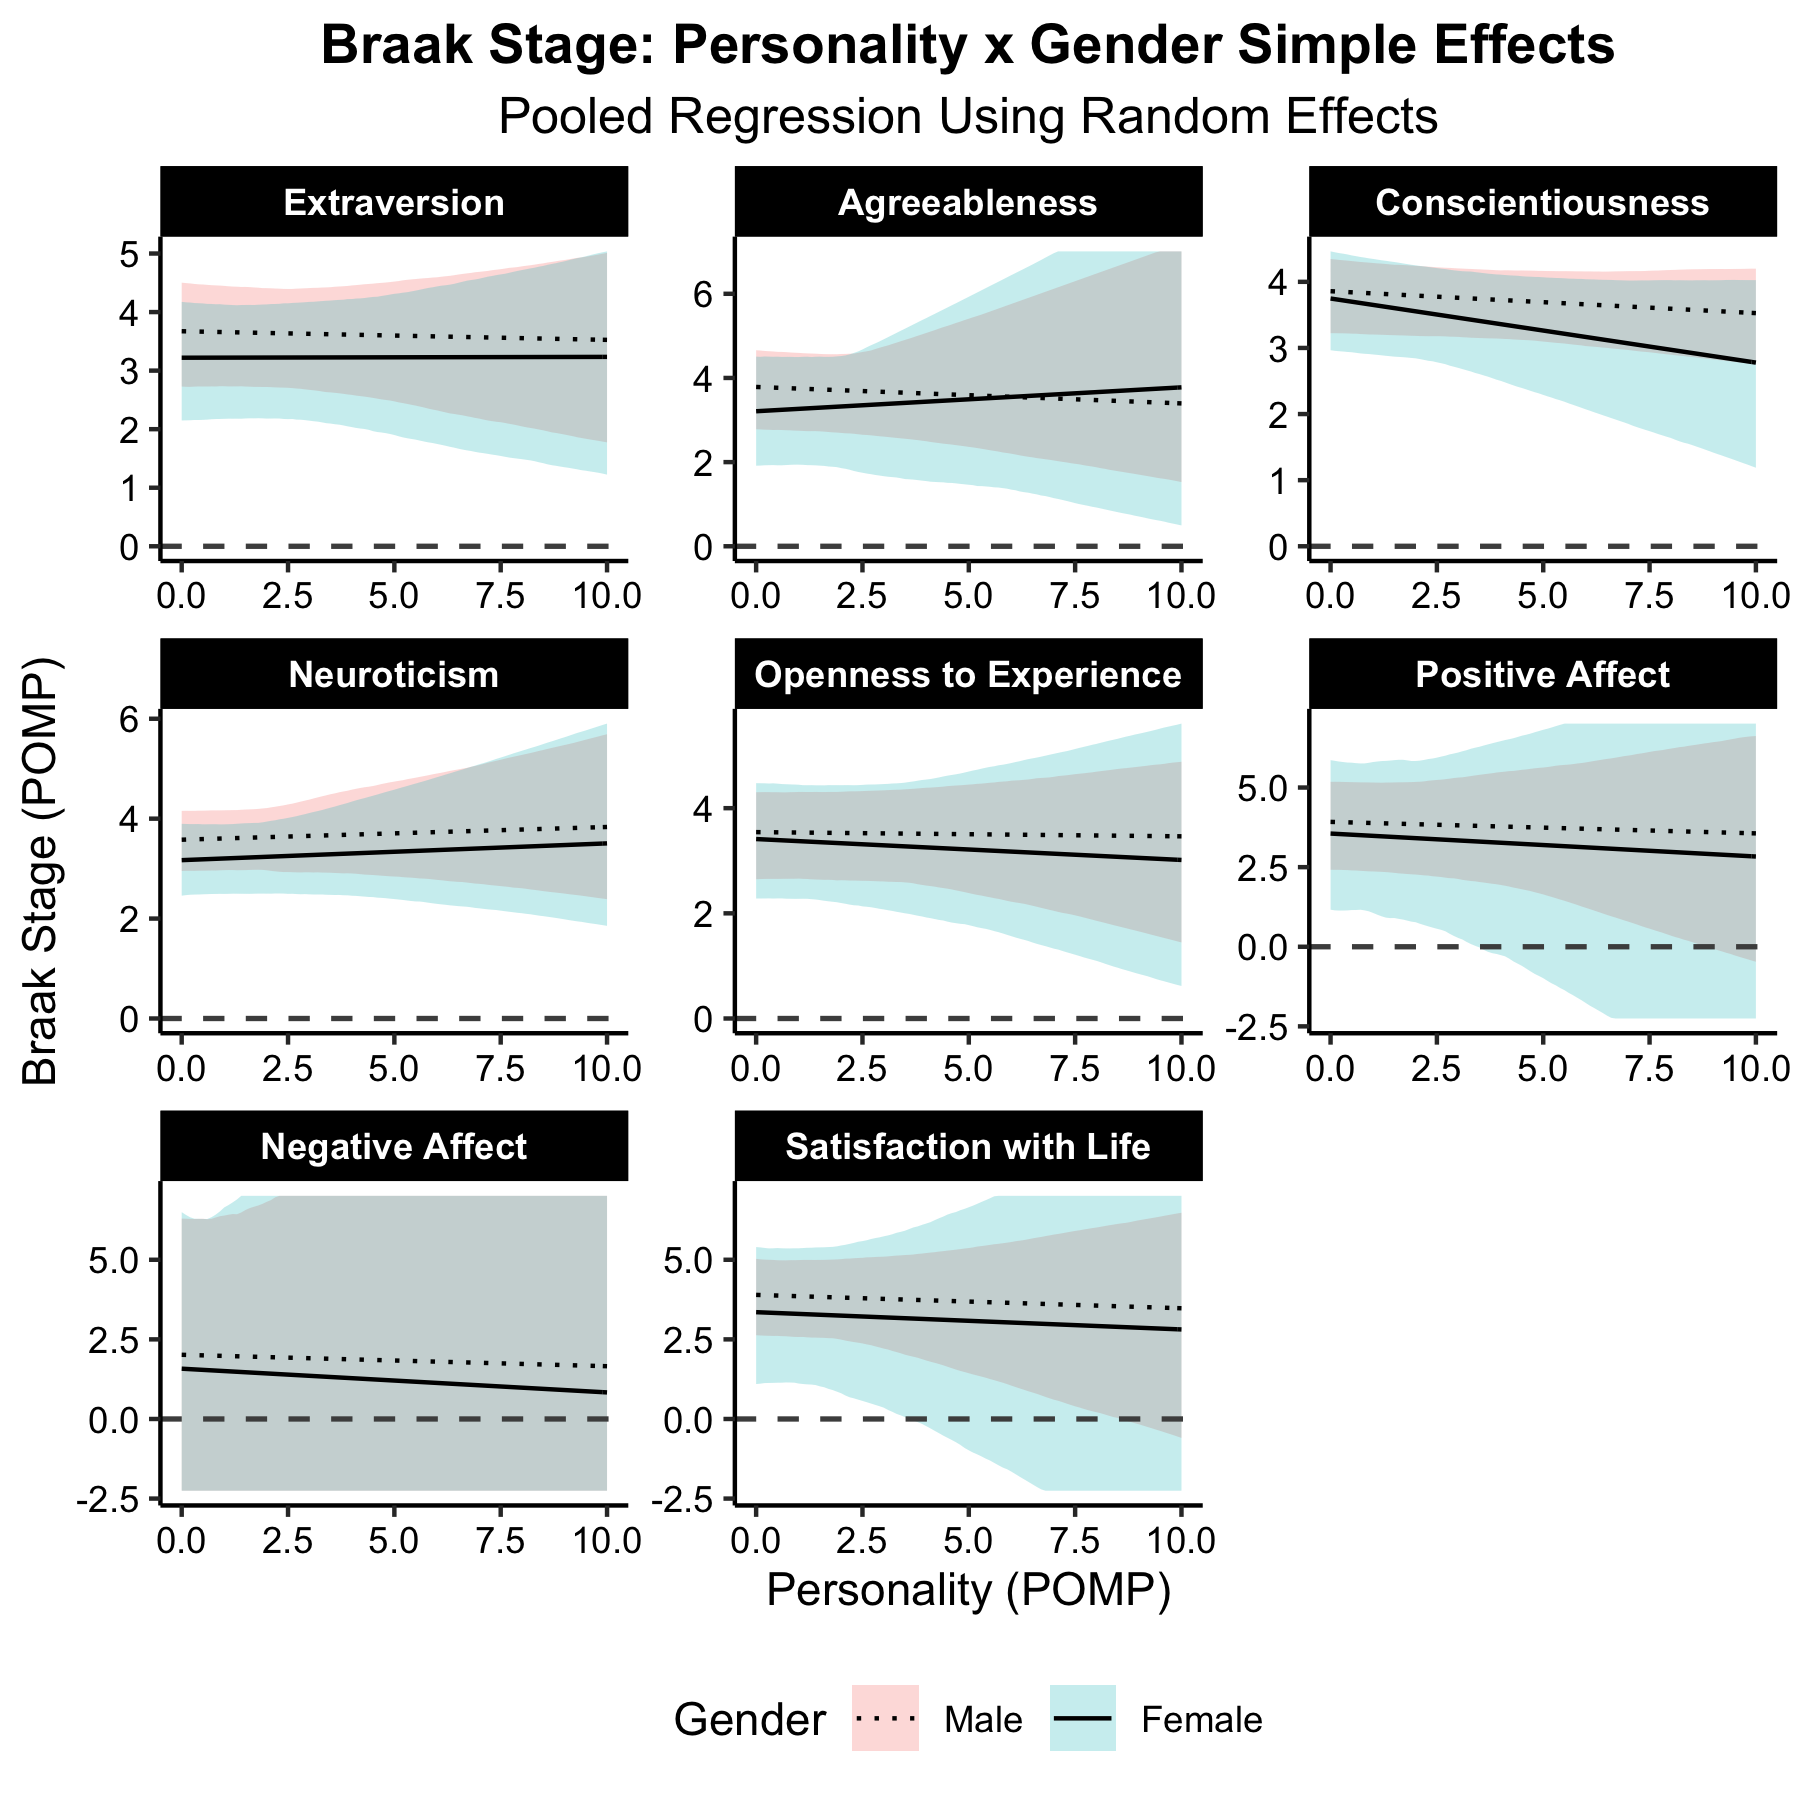 Braak Stage: Personality x Gender Simple Effects
Pooled Regression Using Random Effects
Extraversion
Agreeableness
Conscientiousness
5
4
3
2
1
0
6
4
2
0
4
3
2
1
0
0.0 2.5 5.0 7.5 10.0
0.0 2.5 5.0 7.5 10.0
0.0 2.5 5.0 7.5 10.0
Braak Stage (POMP)
Neuroticism
Openness to Experience
Positive Affect
6
4
2
0
4
2
0
5.0
2.5
0.0
-2.5
0.0 2.5 5.0 7.5 10.0
0.0 2.5 5.0 7.5 10.0
0.0 2.5 5.0 7.5 10.0
Negative Affect
Satisfaction with Life
5.0
2.5
0.0
-2.5
5.0
2.5
0.0
-2.5
0.0 2.5 5.0 7.5 10.0
0.0 2.5 5.0 7.5 10.0
Personality (POMP)
Gender Male Female